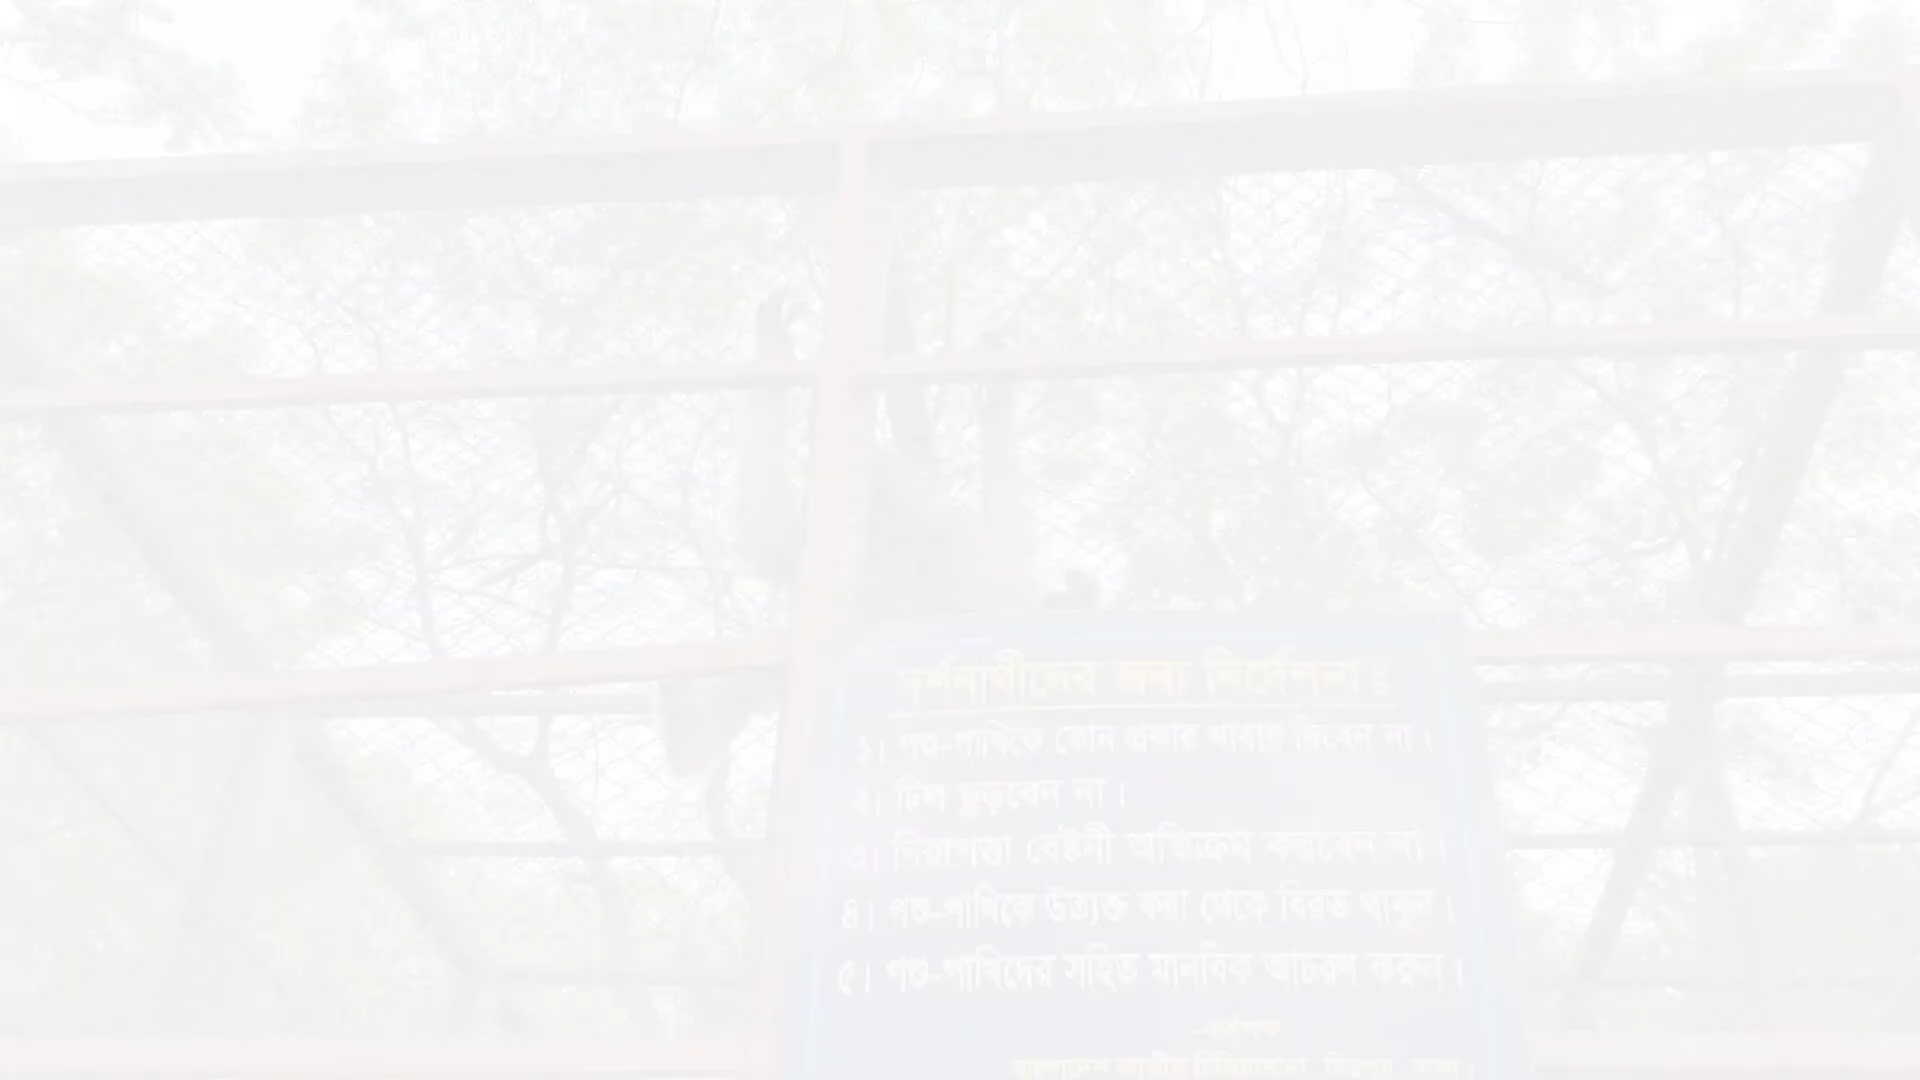 দর্শনার্থীদের জন্য নির্দেশনা ঃ
১। পশু-পাখিকে কোন প্রকার খাবার দিবেন না।
২। ঢিল ছুড়বেন না।
৩। নিরাপত্তা বেষ্টনী অতিক্রম করবেন না।
৪। পশু-পাখিকে উত্ত্যক্ত করা থেকে বিরত থাকুন।
৫। পশু-পাখিদের সহিত মানবিক আচরণ করুন।